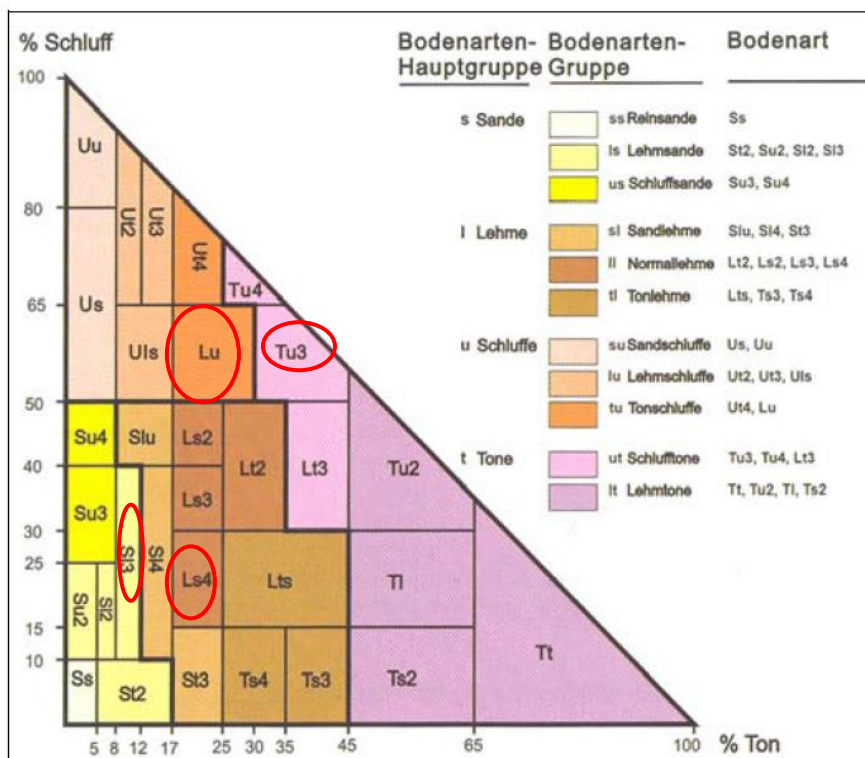 % Schluff
Bodenarten-Hauptgruppe
Bodenarten-Gruppe
Bodenart
s Sande
ss Reinsande Ss
ls Lehmsande St2, Su2, Sl2, Sl3
us Schluffsande Su3, Su4
l Lehme
sl Sandlehme Slu, Sl4, St3
ll Normallehme Lt2, Ls2, Ls3, Ls4
tl Tonlehme Lts, Ts3, Ts4
u Schluffe
su Sandschluffe Us, Uu
lu Lehmschluffe Ut2, Ut3, Uls
tu Tonschluffe Ut4, Lu
t Tone
ut Schlufftone Tu3, Tu4, Lt3
lt Lehmtone Tt, Tu2, Tl, Ts2
100
80
65
50
40
30
25
15
10
Uu
Ut2
Ut3
Ut4
Tu4
Us
Uls
Lu
Tu3
Su4
Slu
Ls2
Lt2
Lt3
Tu2
Su3
Sl3
Sl4
Ls3
Ls4
Lts
Tl
Su2
Sl2
Tt
Ss
St2
St3
Ts4
Ts3
Ts2
5 8 12 17 25 30 35 45 65 100 % Ton